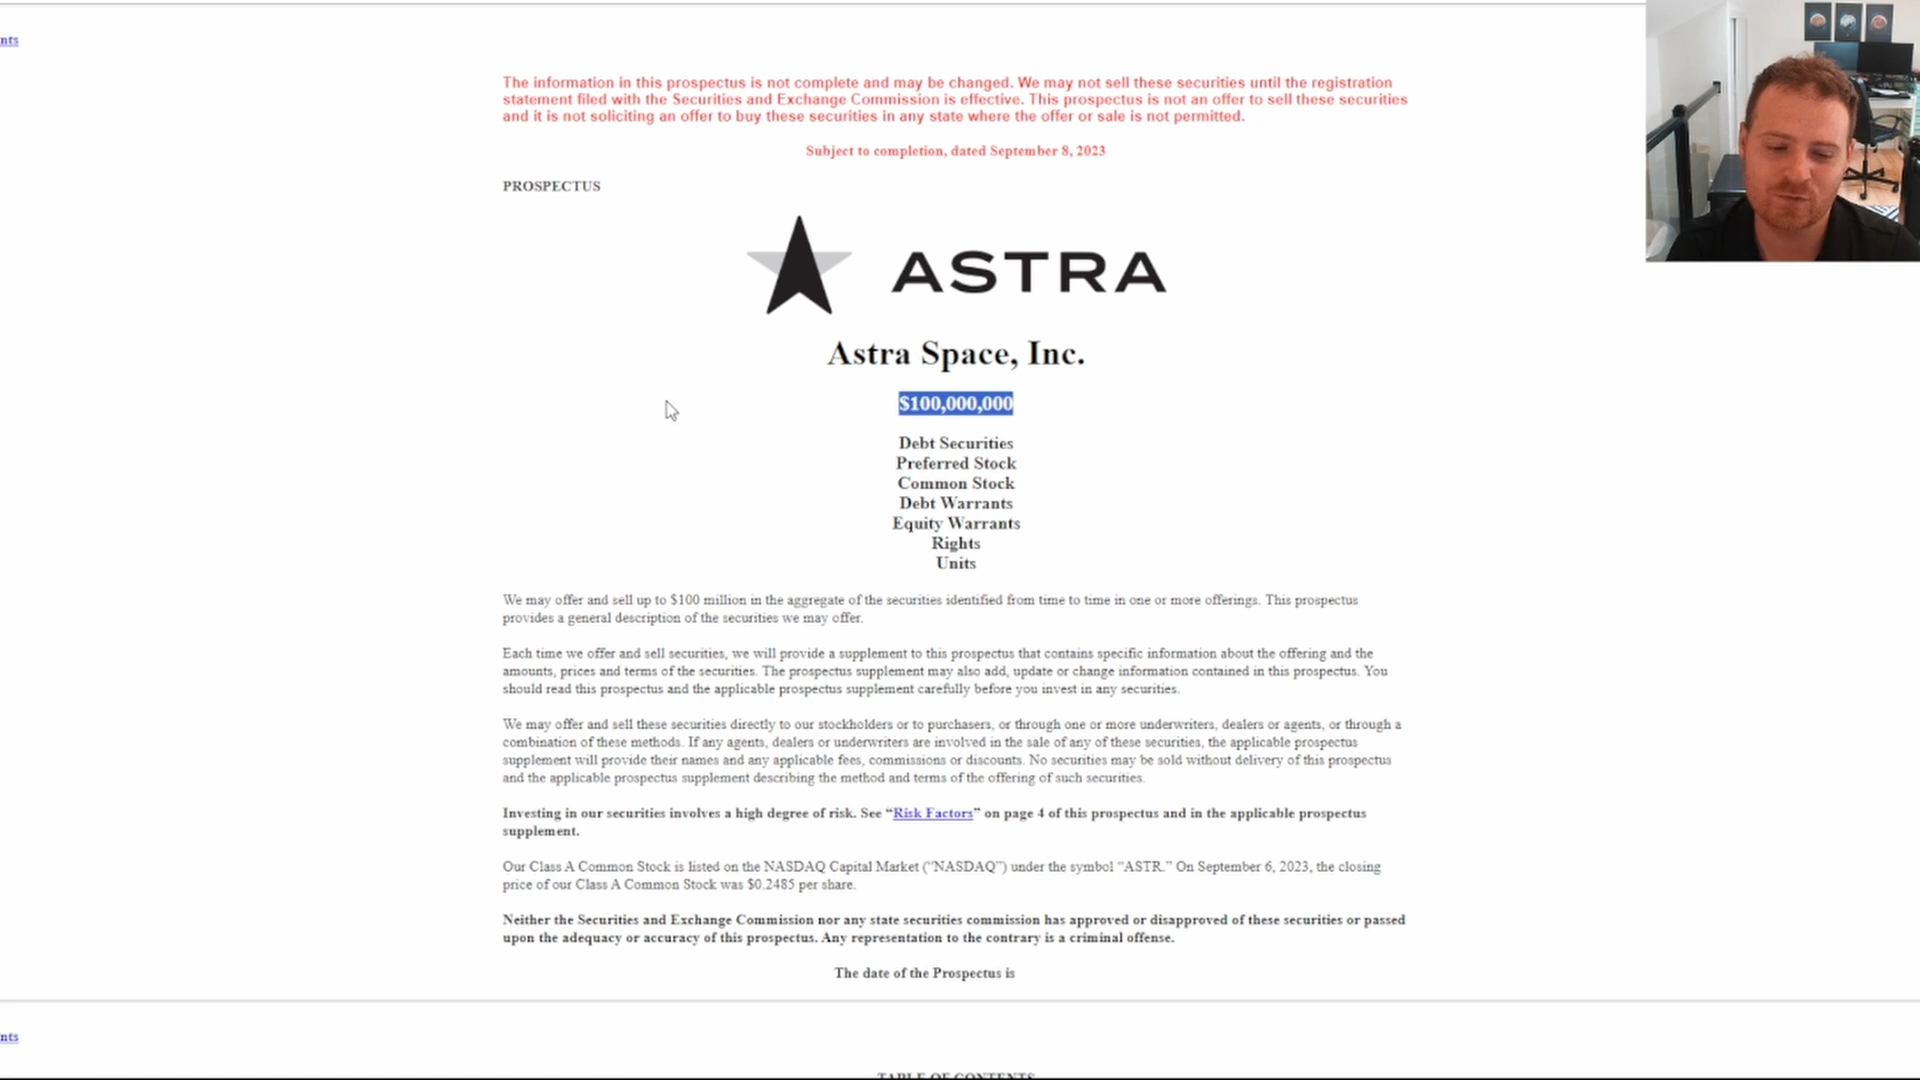 nts
The information in this prospectus is not complete and may be changed. We may not sell these securities until the registration
statement filed with the Securities and Exchange Commission is effective. This prospectus is not an offer to sell these securities
and it is not soliciting an offer to buy these securities in any state where the offer or sale is not permitted.
Subject to completion, dated September 8, 2023
PROSPECTUS
ASTRA
Astra Space, Inc.
$100,000,000
Debt Securities
Preferred Stock
Common Stock
Debt Warrants
Equity Warrants
Rights
Units
We may offer and sell up to $100 million in the aggregate of the securities identified from time to time in one or more offerings. This prospectus
provides a general description of the securities we may offer.
Each time we offer and sell securities, we will provide a supplement to this prospectus that contains specific information about the offering and the
amounts, prices and terms of the securities. The prospectus supplement may also add, update or change information contained in this prospectus. You
should read this prospectus and the applicable prospectus supplement carefully before you invest in any securities.
We may offer and sell these securities directly to our stockholders or to purchasers, or through one or more underwriters, dealers or agents, or through a
combination of these methods. If any agents, dealers or underwriters are involved in the sale of any of these securities, the applicable prospectus
supplement will provide their names and any applicable fees, commissions or discounts. No securities may be sold without delivery of this prospectus
and the applicable prospectus supplement describing the method and terms of the offering of such securities.
Investing in our securities involves a high degree of risk. See “Risk Factors” on page 4 of this prospectus and in the applicable prospectus
supplement.
Our Class A Common Stock is listed on the NASDAQ Capital Market (“NASDAQ”) under the symbol “ASTR.” On September 6, 2023, the closing
price of our Class A Common Stock was $0.2485 per share.
Neither the Securities and Exchange Commission nor any state securities commission has approved or disapproved of these securities or passed
upon the adequacy or accuracy of this prospectus. Any representation to the contrary is a criminal offense.
The date of the Prospectus is
nts
TABLE OF CONTENTS